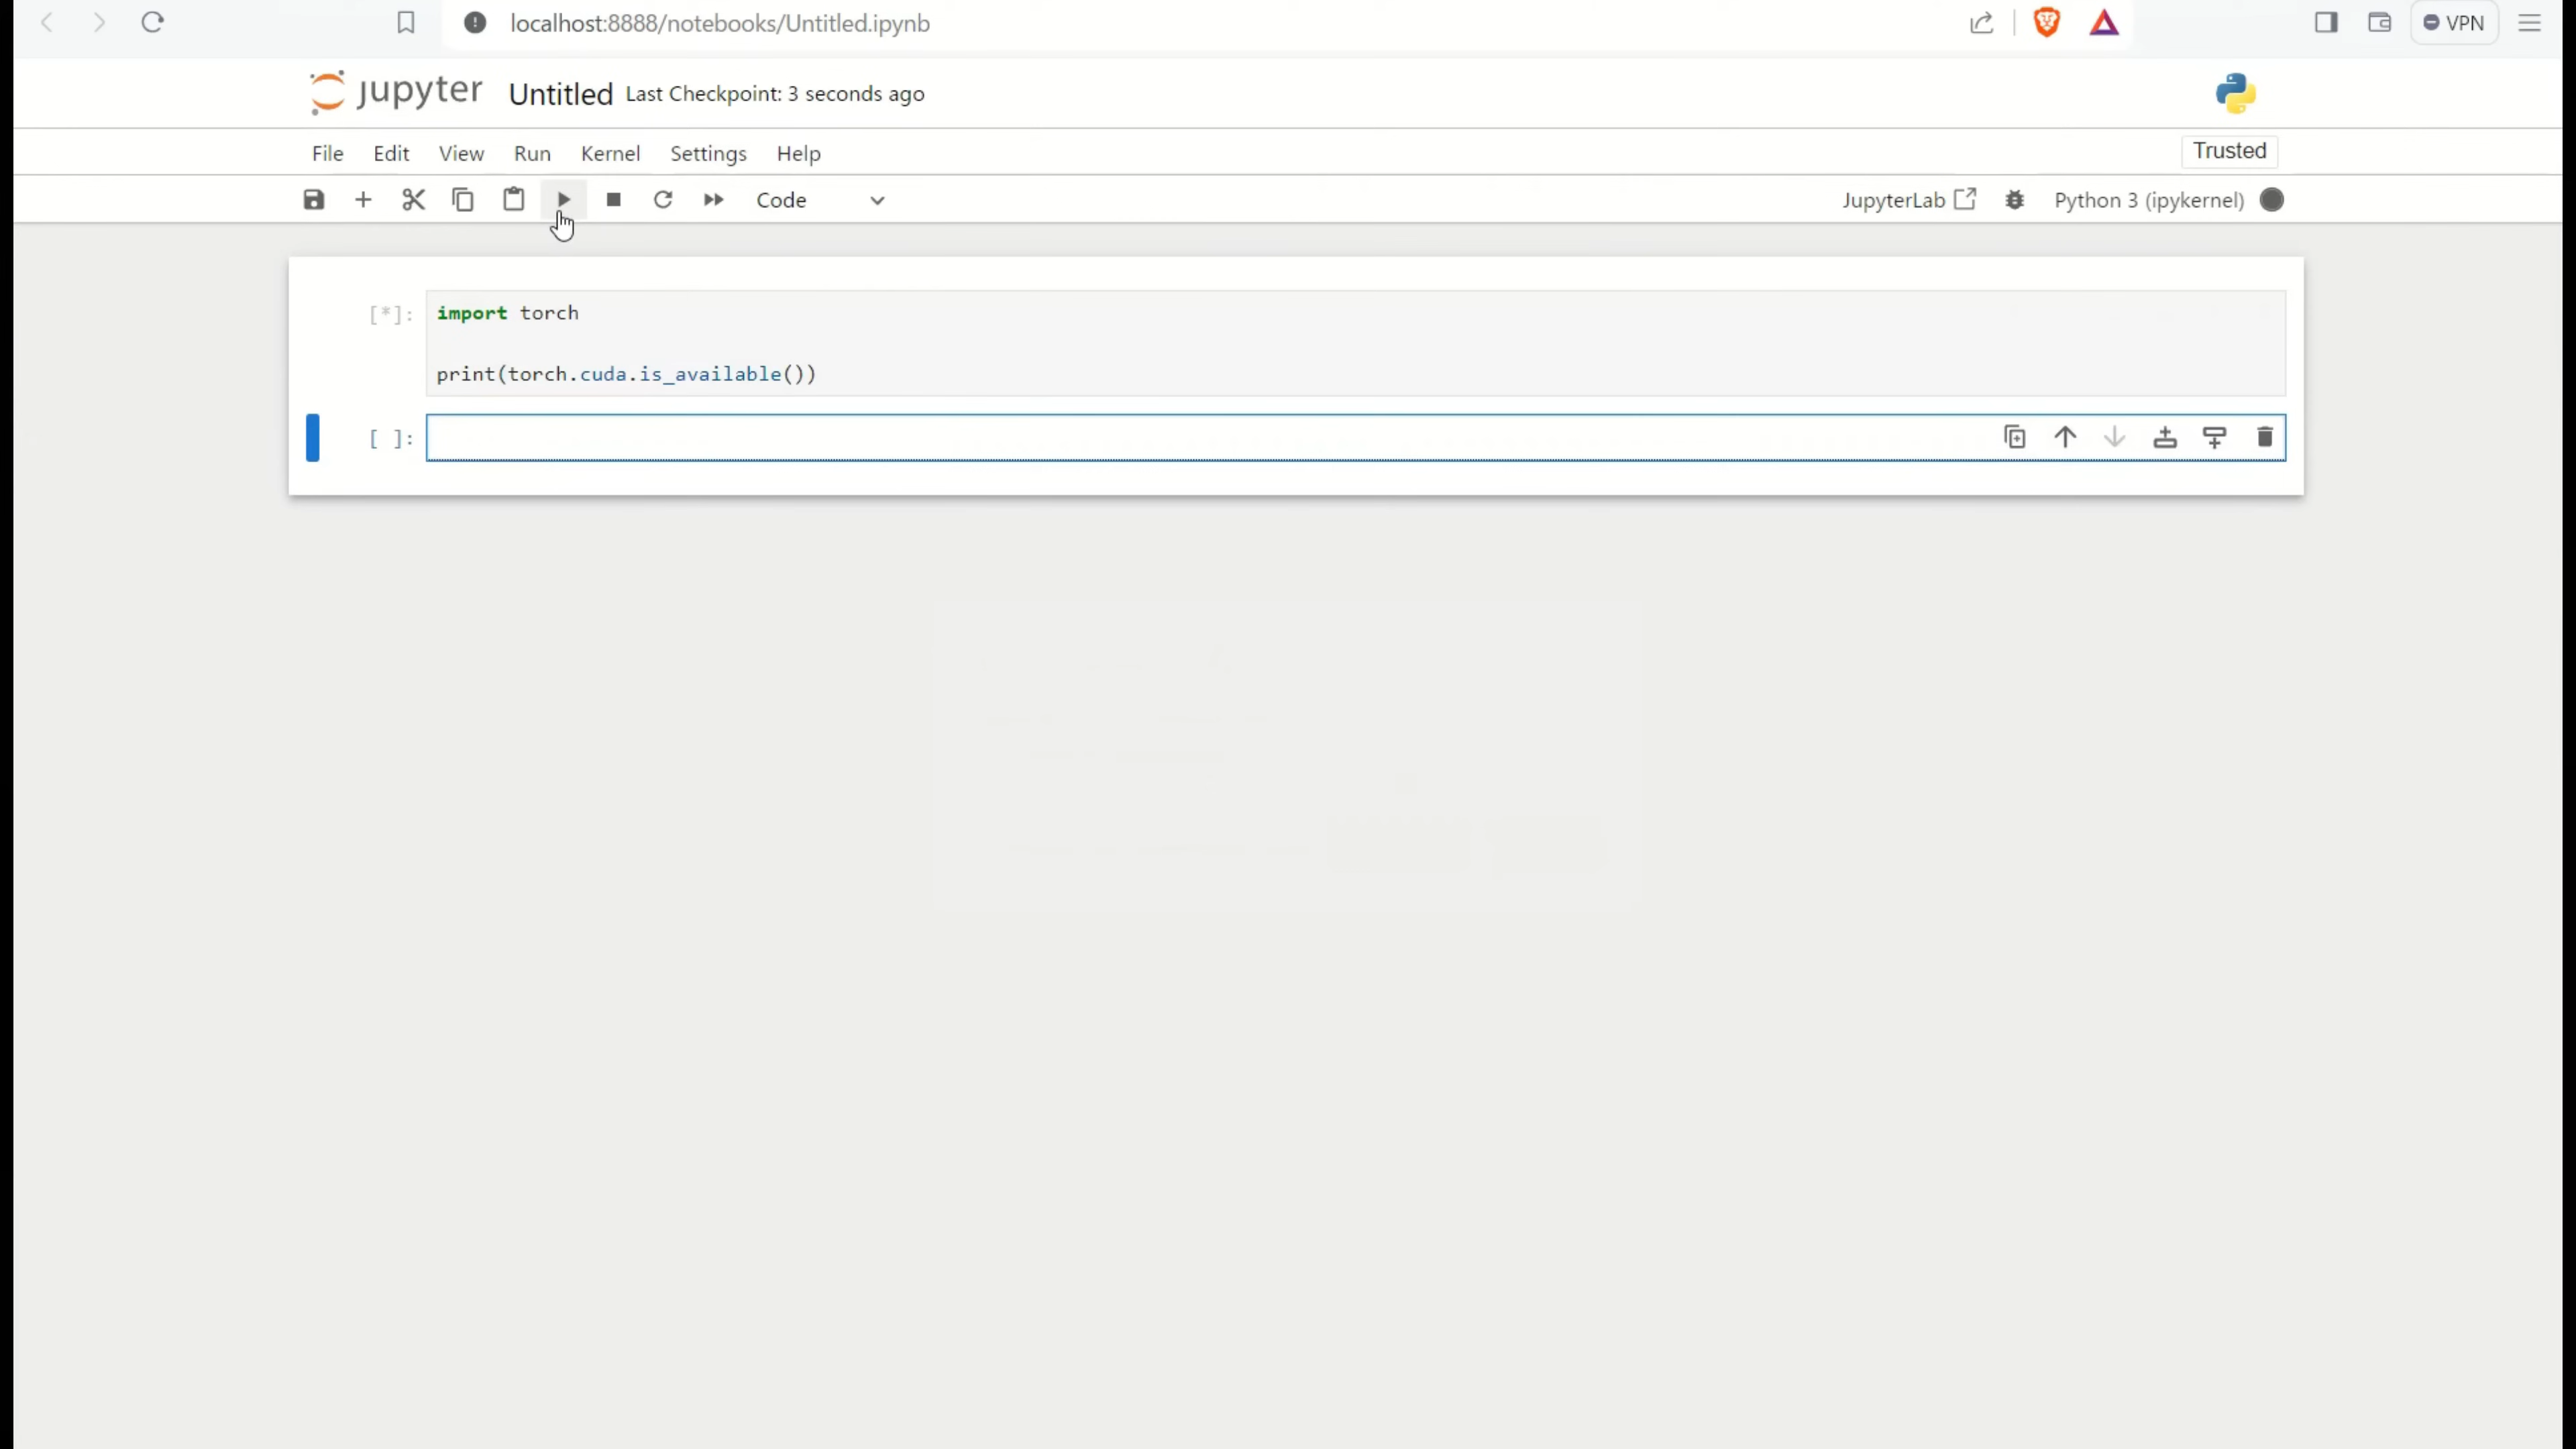 localhost:8888/notebooks/Untitled.ipynb
VPN
jupyter Untitled Last Checkpoint: 3 seconds ago
File Edit View Run Kernel Settings Help
Trusted
Code
JupyterLab
Python 3 (ipykernel)
[*]:
import torch
print(torch.cuda.is_available())
[ ]: